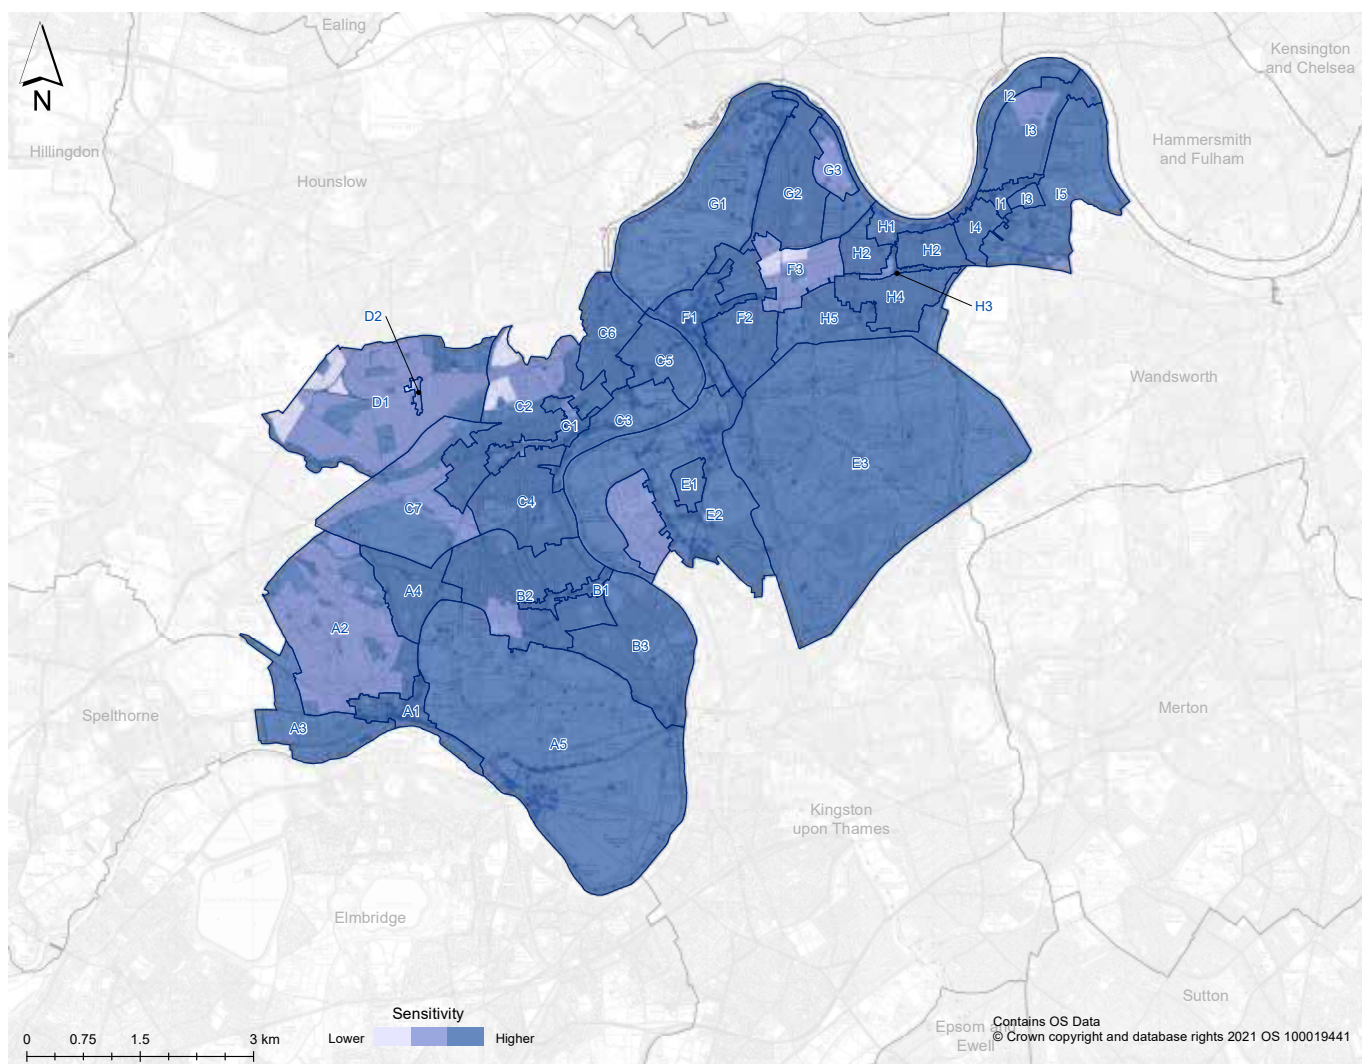 Ealing
Kensington
and Chelsea
N
Hillingdon
Hounslow
Hammersmith
and Fulham
I2
I3
G3
G2
G1
I1
I3
I5
H1
I4
H2
H2
F3
H4
H3
D2
F1
F2
H5
C6
C5
Wandsworth
D1
C2
C1
C3
E3
E1
C4
C7
E2
A4
B2
B1
A2
B3
Spelthorne
A1
A3
A5
Merton
Kingston
upon Thames
Elmbridge
Sutton
Epsom and
Ewell
Sensitivity
Lower
Higher
0 0.75 1.5 3 km
Contains OS Data
© Crown copyright and database rights 2021 OS 100019441